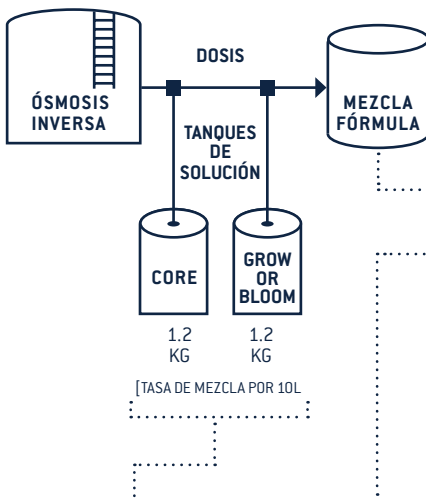 DOSIS
ÓSMOSIS
INVERSA
MEZCLA
FÓRMULA
TANQUES
DE
SOLUCIÓN
CORE
GROW
OR
BLOOM
1.2
KG
1.2
KG
[TASA DE MEZCLA POR 10L